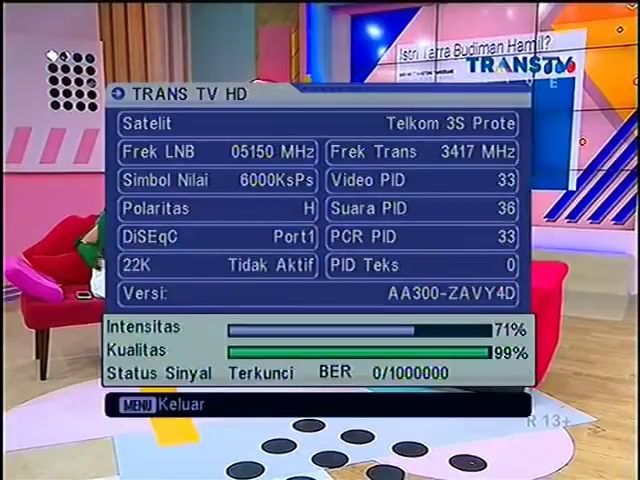 Istri Tarra Budiman Hamil?
TRANSTV
LIVE
TRANS TV HD
Satelit Telkom 3S Prote
Frek LNB 05150 MHz Frek Trans 3417 MHz
Simbol Nilai 6000KsPs Video PID 33
Polaritas H Suara PID 36
DiSEqC Port1 PCR PID 33
22K Tidak Aktif PID Teks 0
Versi: AA300-ZAVY4D
Intensitas 71%
Kualitas 99%
Status Sinyal Terkunci BER 0/1000000
MENU Keluar
R 13+